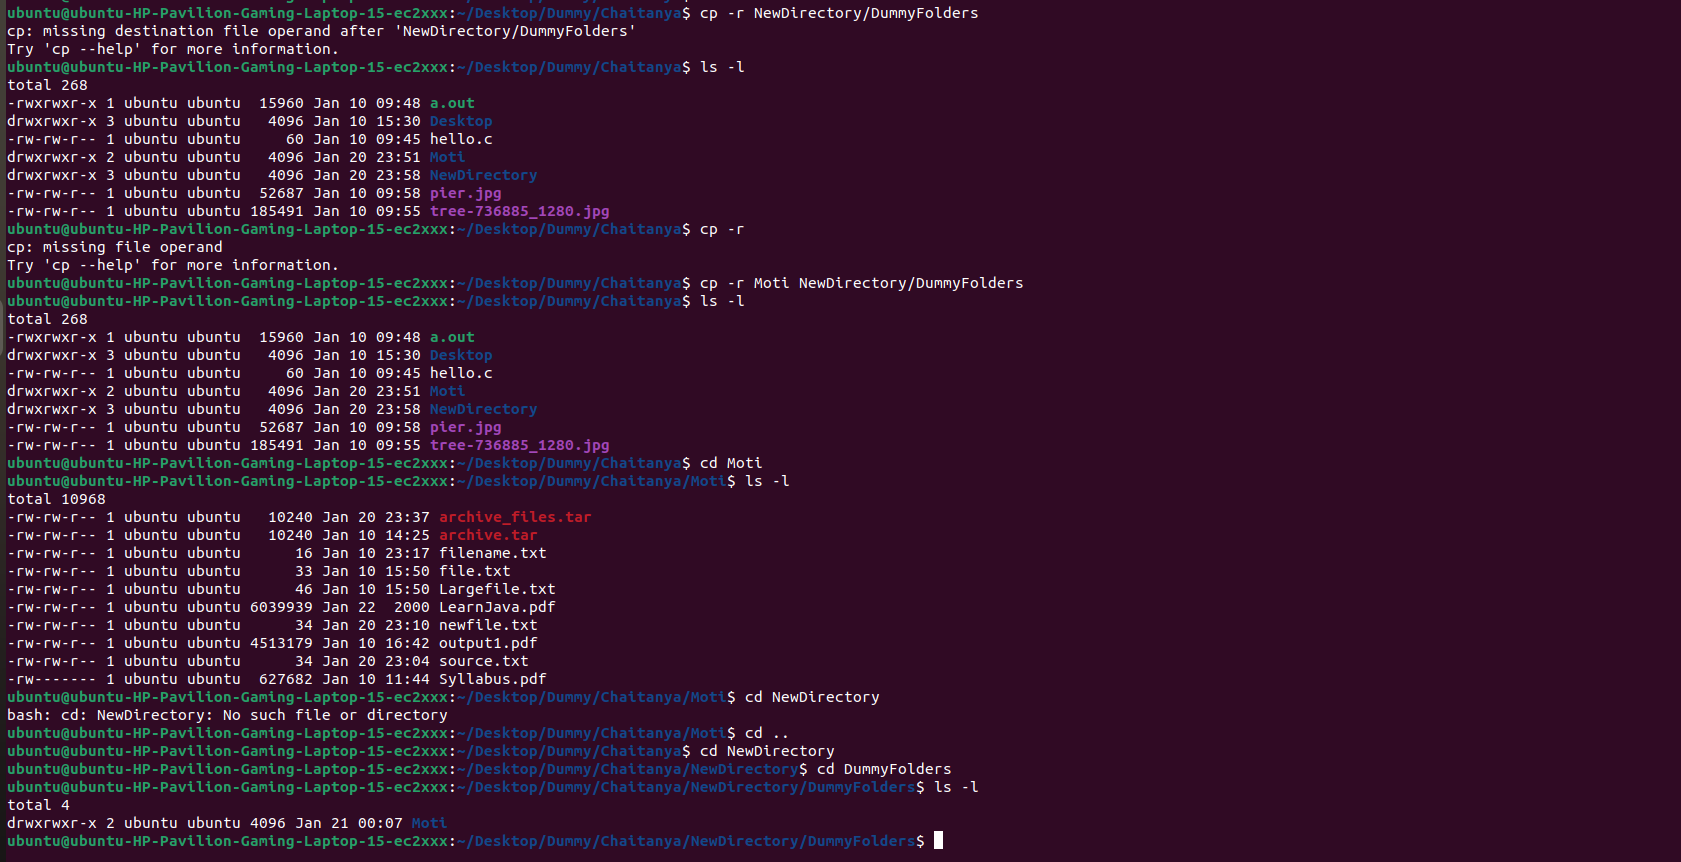 ubuntu@ubuntu-HP-Pavilion-Gaming-Laptop-15-ec2xxx:~/Desktop/Dummy/Chaitanya$ cp -r NewDirectory/DummyFolders
cp: missing destination file operand after 'NewDirectory/DummyFolders'
Try 'cp --help' for more information.
ubuntu@ubuntu-HP-Pavilion-Gaming-Laptop-15-ec2xxx:~/Desktop/Dummy/Chaitanya$ ls -l
total 268
-rwxrwxr-x 1 ubuntu ubuntu  15960 Jan 10 09:48 a.out
drwxrwxr-x 3 ubuntu ubuntu   4096 Jan 10 15:30 Desktop
-rw-rw-r-- 1 ubuntu ubuntu     60 Jan 10 09:45 hello.c
drwxrwxr-x 2 ubuntu ubuntu   4096 Jan 20 23:51 Moti
drwxrwxr-x 3 ubuntu ubuntu   4096 Jan 20 23:58 NewDirectory
-rw-rw-r-- 1 ubuntu ubuntu  52687 Jan 10 09:58 pier.jpg
-rw-rw-r-- 1 ubuntu ubuntu 185491 Jan 10 09:55 tree-736885_1280.jpg
ubuntu@ubuntu-HP-Pavilion-Gaming-Laptop-15-ec2xxx:~/Desktop/Dummy/Chaitanya$ cp -r
cp: missing file operand
Try 'cp --help' for more information.
ubuntu@ubuntu-HP-Pavilion-Gaming-Laptop-15-ec2xxx:~/Desktop/Dummy/Chaitanya$ cp -r Moti NewDirectory/DummyFolders
ubuntu@ubuntu-HP-Pavilion-Gaming-Laptop-15-ec2xxx:~/Desktop/Dummy/Chaitanya$ ls -l
total 268
-rwxrwxr-x 1 ubuntu ubuntu  15960 Jan 10 09:48 a.out
drwxrwxr-x 3 ubuntu ubuntu   4096 Jan 10 15:30 Desktop
-rw-rw-r-- 1 ubuntu ubuntu     60 Jan 10 09:45 hello.c
drwxrwxr-x 2 ubuntu ubuntu   4096 Jan 20 23:51 Moti
drwxrwxr-x 3 ubuntu ubuntu   4096 Jan 20 23:58 NewDirectory
-rw-rw-r-- 1 ubuntu ubuntu  52687 Jan 10 09:58 pier.jpg
-rw-rw-r-- 1 ubuntu ubuntu 185491 Jan 10 09:55 tree-736885_1280.jpg
ubuntu@ubuntu-HP-Pavilion-Gaming-Laptop-15-ec2xxx:~/Desktop/Dummy/Chaitanya$ cd Moti
ubuntu@ubuntu-HP-Pavilion-Gaming-Laptop-15-ec2xxx:~/Desktop/Dummy/Chaitanya/Moti$ ls -l
total 10968
-rw-rw-r-- 1 ubuntu ubuntu   10240 Jan 20 23:37 archive_files.tar
-rw-rw-r-- 1 ubuntu ubuntu   10240 Jan 10 14:25 archive.tar
-rw-rw-r-- 1 ubuntu ubuntu      16 Jan 10 23:17 filename.txt
-rw-rw-r-- 1 ubuntu ubuntu      33 Jan 10 15:50 file.txt
-rw-rw-r-- 1 ubuntu ubuntu      46 Jan 10 15:50 Largefile.txt
-rw-rw-r-- 1 ubuntu ubuntu 6039939 Jan 22  2000 LearnJava.pdf
-rw-rw-r-- 1 ubuntu ubuntu      34 Jan 20 23:10 newfile.txt
-rw-rw-r-- 1 ubuntu ubuntu 4513179 Jan 10 16:42 output1.pdf
-rw-rw-r-- 1 ubuntu ubuntu      34 Jan 20 23:04 source.txt
-rw------- 1 ubuntu ubuntu  627682 Jan 10 11:44 Syllabus.pdf
ubuntu@ubuntu-HP-Pavilion-Gaming-Laptop-15-ec2xxx:~/Desktop/Dummy/Chaitanya/Moti$ cd NewDirectory
bash: cd: NewDirectory: No such file or directory
ubuntu@ubuntu-HP-Pavilion-Gaming-Laptop-15-ec2xxx:~/Desktop/Dummy/Chaitanya/Moti$ cd ..
ubuntu@ubuntu-HP-Pavilion-Gaming-Laptop-15-ec2xxx:~/Desktop/Dummy/Chaitanya$ cd NewDirectory
ubuntu@ubuntu-HP-Pavilion-Gaming-Laptop-15-ec2xxx:~/Desktop/Dummy/Chaitanya/NewDirectory$ cd DummyFolders
ubuntu@ubuntu-HP-Pavilion-Gaming-Laptop-15-ec2xxx:~/Desktop/Dummy/Chaitanya/NewDirectory/DummyFolders$ ls -l
total 4
drwxrwxr-x 2 ubuntu ubuntu 4096 Jan 21 00:07 Moti
ubuntu@ubuntu-HP-Pavilion-Gaming-Laptop-15-ec2xxx:~/Desktop/Dummy/Chaitanya/NewDirectory/DummyFolders$